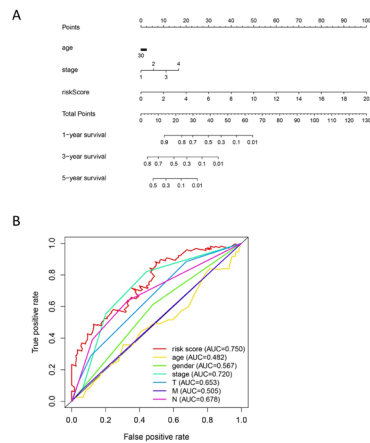 A
Points
0 10 20 30 40 50 60 70 80 90 100
age
30
stage
2 4
1 3
riskScore
0 2 4 6 8 10 12 14 16 18 20
Total Points
0 10 20 30 40 50 60 70 80 90 100 110 120 130
1-year survival
0.9 0.8 0.7 0.5 0.3 0.1 0.01
3-year survival
0.8 0.7 0.5 0.3 0.1 0.01
5-year survival
0.5 0.3 0.1 0.01
B
True positive rate
1.0
0.8
0.6
0.4
0.2
0.0
risk score (AUC=0.750)
age (AUC=0.482)
gender (AUC=0.567)
stage (AUC=0.720)
T (AUC=0.653)
M (AUC=0.505)
N (AUC=0.678)
0.0 0.2 0.4 0.6 0.8 1.0
False positive rate